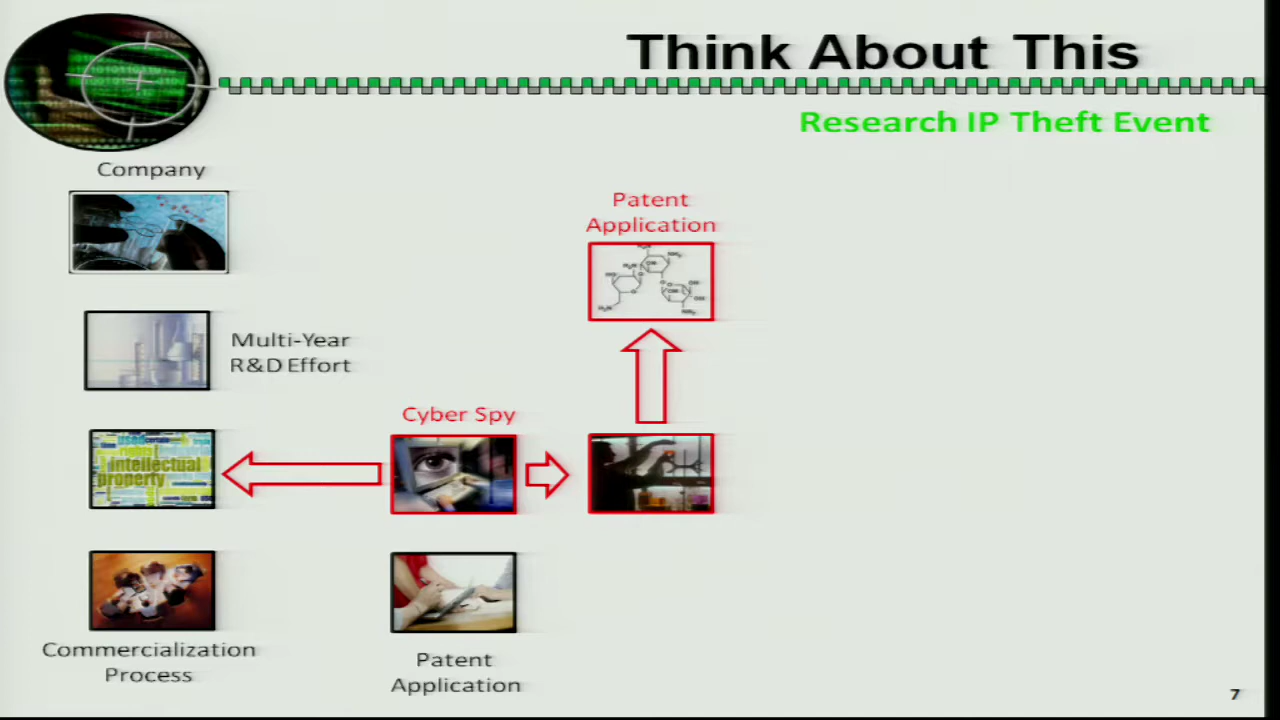 Think About This
Research IP Theft Event
Company
Patent
Application
Multi-Year
R&D Effort
Cyber Spy
intellectual
property
Commercialization
Process
Patent
Application
7